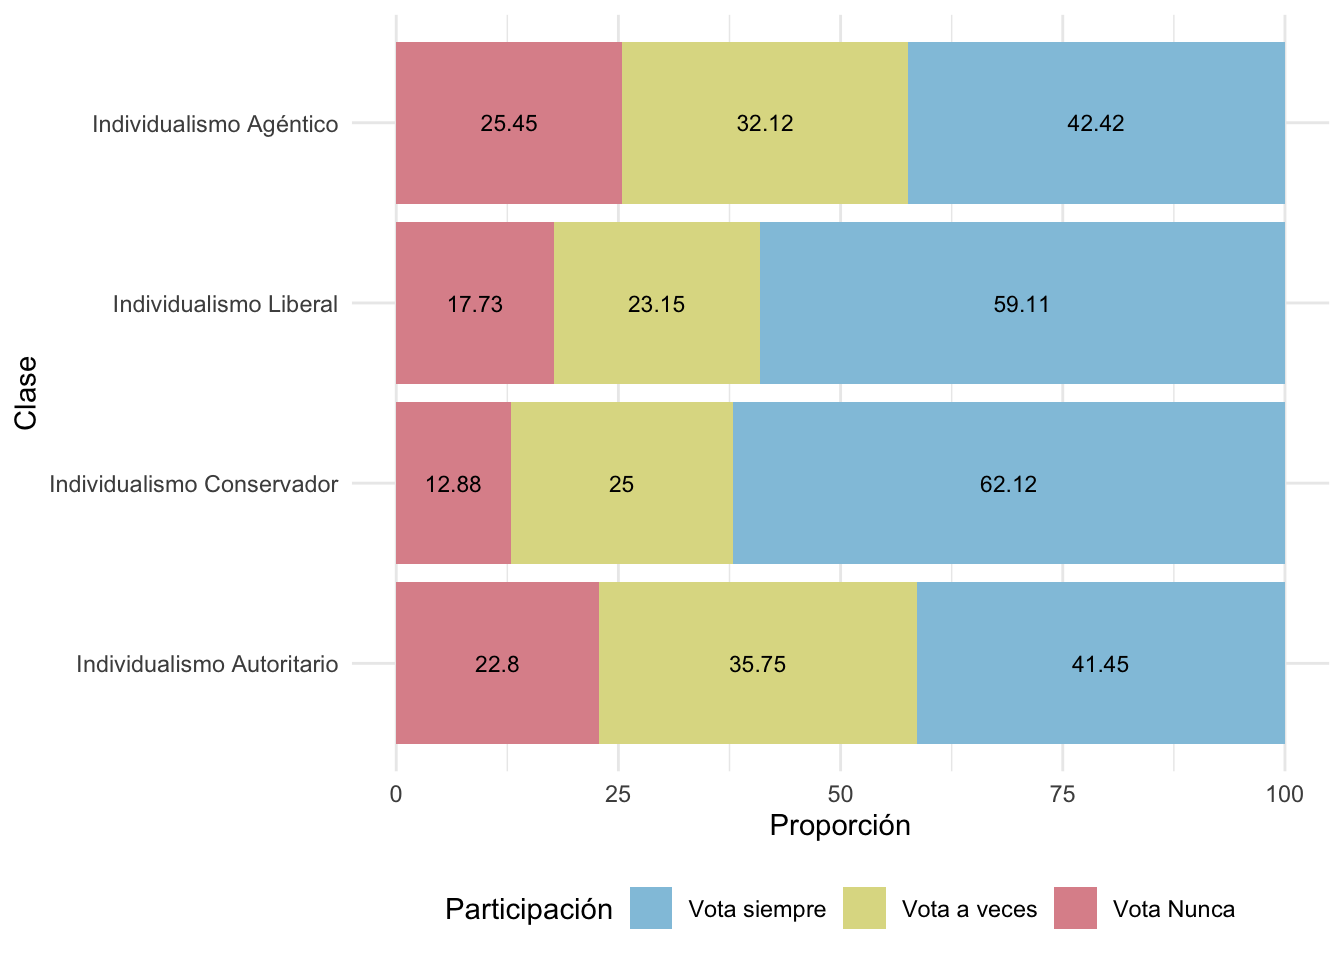 Individualismo Agéntico
25.45 32.12 42.42
Individualismo Liberal
17.73 23.15 59.11
Clase
Individualismo Conservador
12.88 25 62.12
Individualismo Autoritario
22.8 35.75 41.45
0 25 50 75 100
Proporción
Participación Vota siempre Vota a veces Vota Nunca